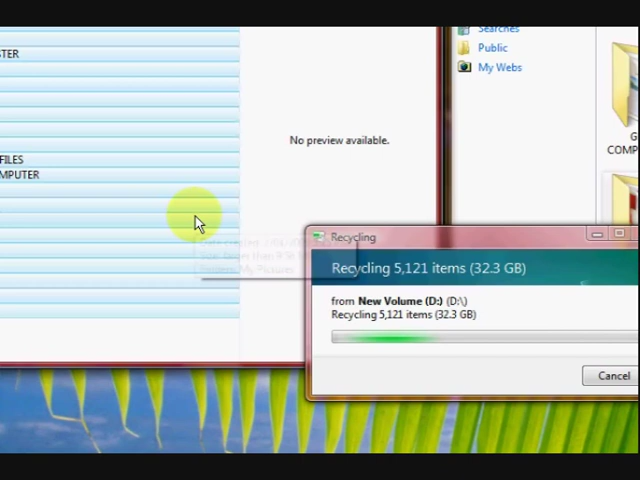 STER
FILES
MPUTER
No preview available.
Searches
Public
My Webs
G
COMP
Recycling
Recycling 5,121 items (32.3 GB)
from New Volume (D:) (D:\)
Recycling 5,121 items (32.3 GB)
Cancel